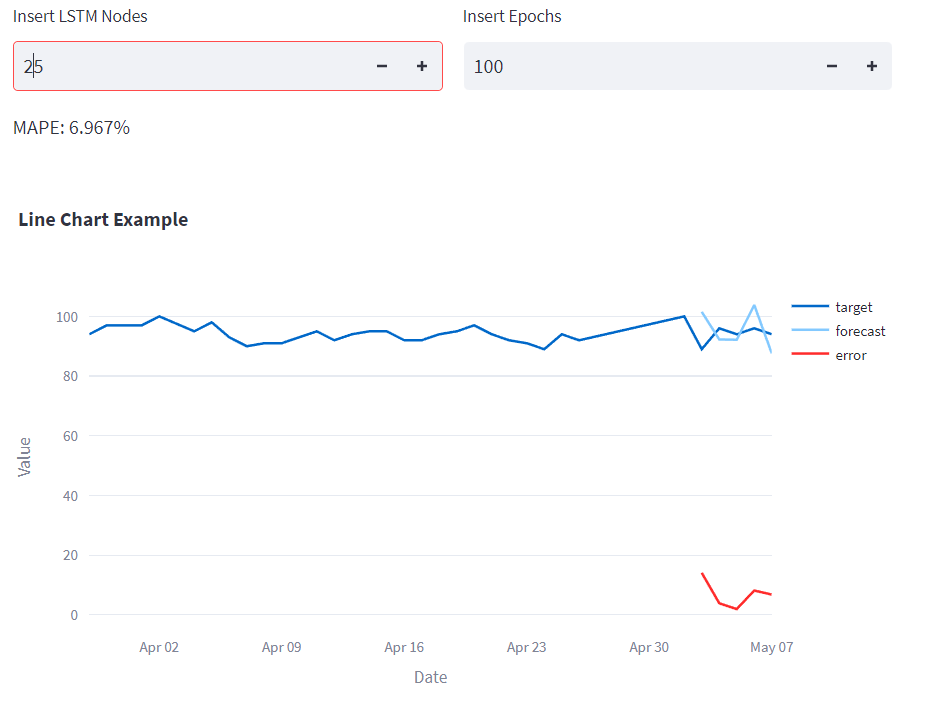 Insert LSTM Nodes Insert Epochs
25 − + 100 − +
MAPE: 6.967%
Line Chart Example
target
forecast
error
100
80
60
40
20
0
Value
Apr 02 Apr 09 Apr 16 Apr 23 Apr 30 May 07
Date